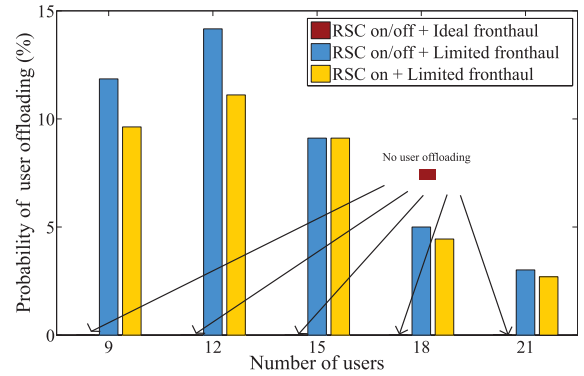 15
10
5
0
Probability of user offloading (%)
RSC on/off + Ideal fronthaul
RSC on/off + Limited fronthaul
RSC on + Limited fronthaul
No user offloading
9
12
15
18
21
Number of users